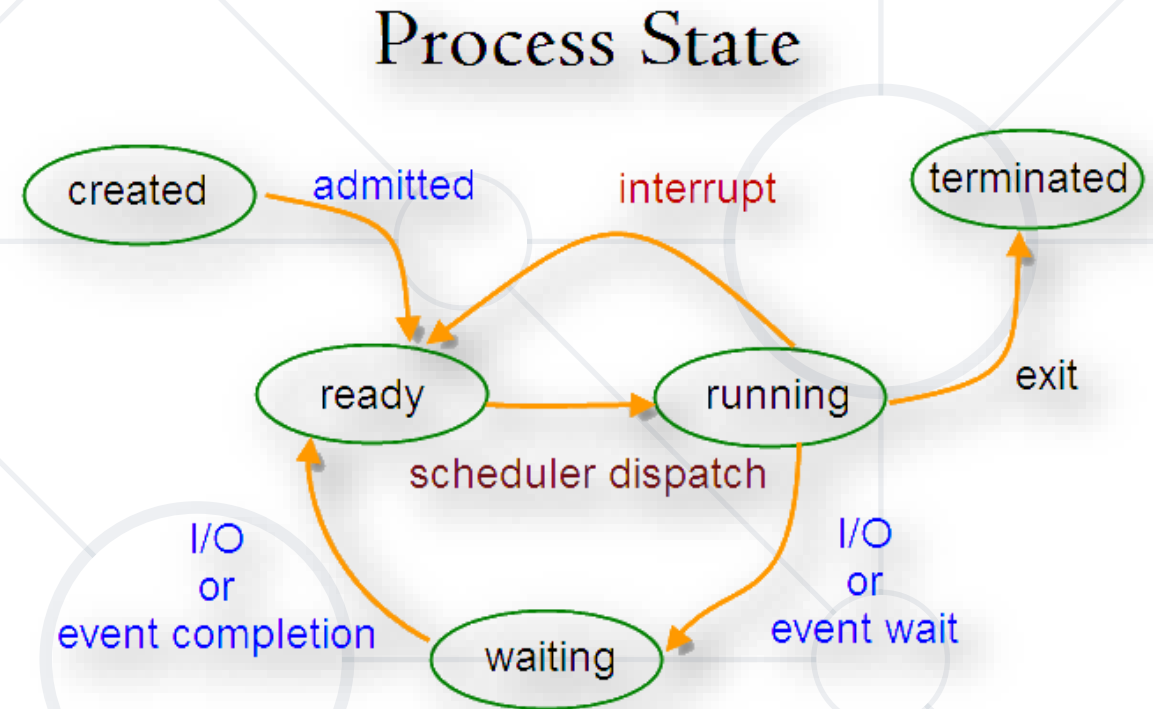 Process State
created
admitted
interrupt
terminated
ready
running
exit
scheduler dispatch
I/O
or
event completion
I/O
or
event wait
waiting